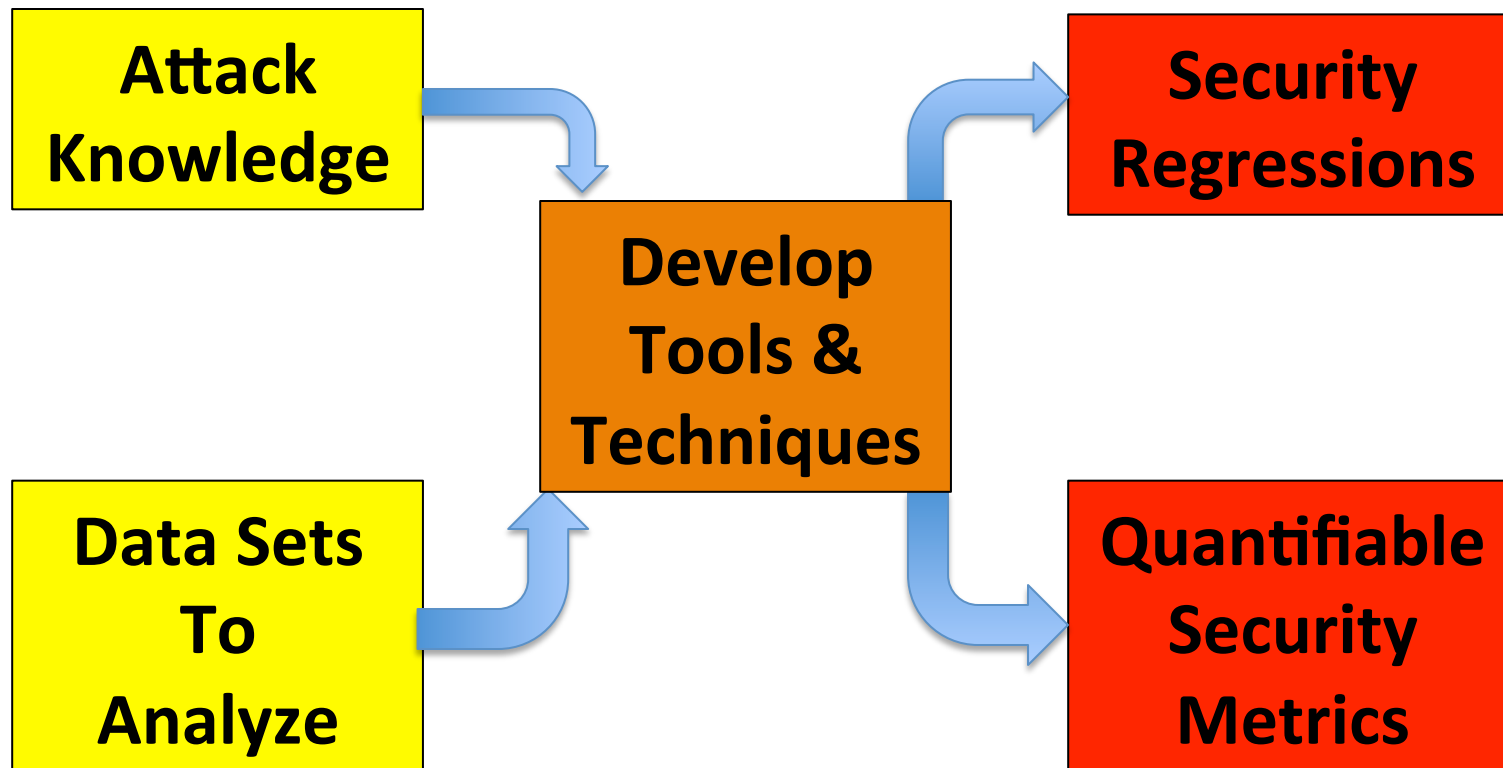 Attack
Knowledge
Security
Regressions
Develop
Tools &
Techniques
Data Sets
To
Analyze
Quantifiable
Security
Metrics